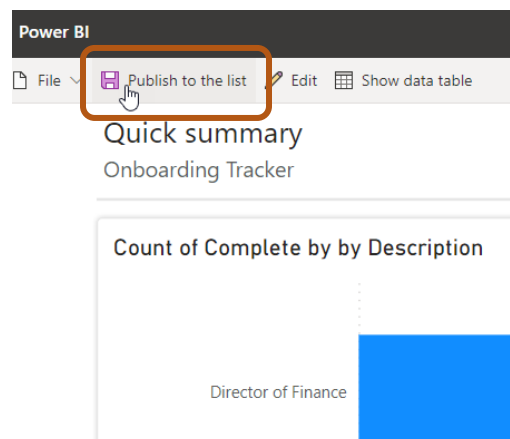 Power BI
File Publish to the list Edit Show data table
Quick summary
Onboarding Tracker
Count of Complete by by Description
Director of Finance